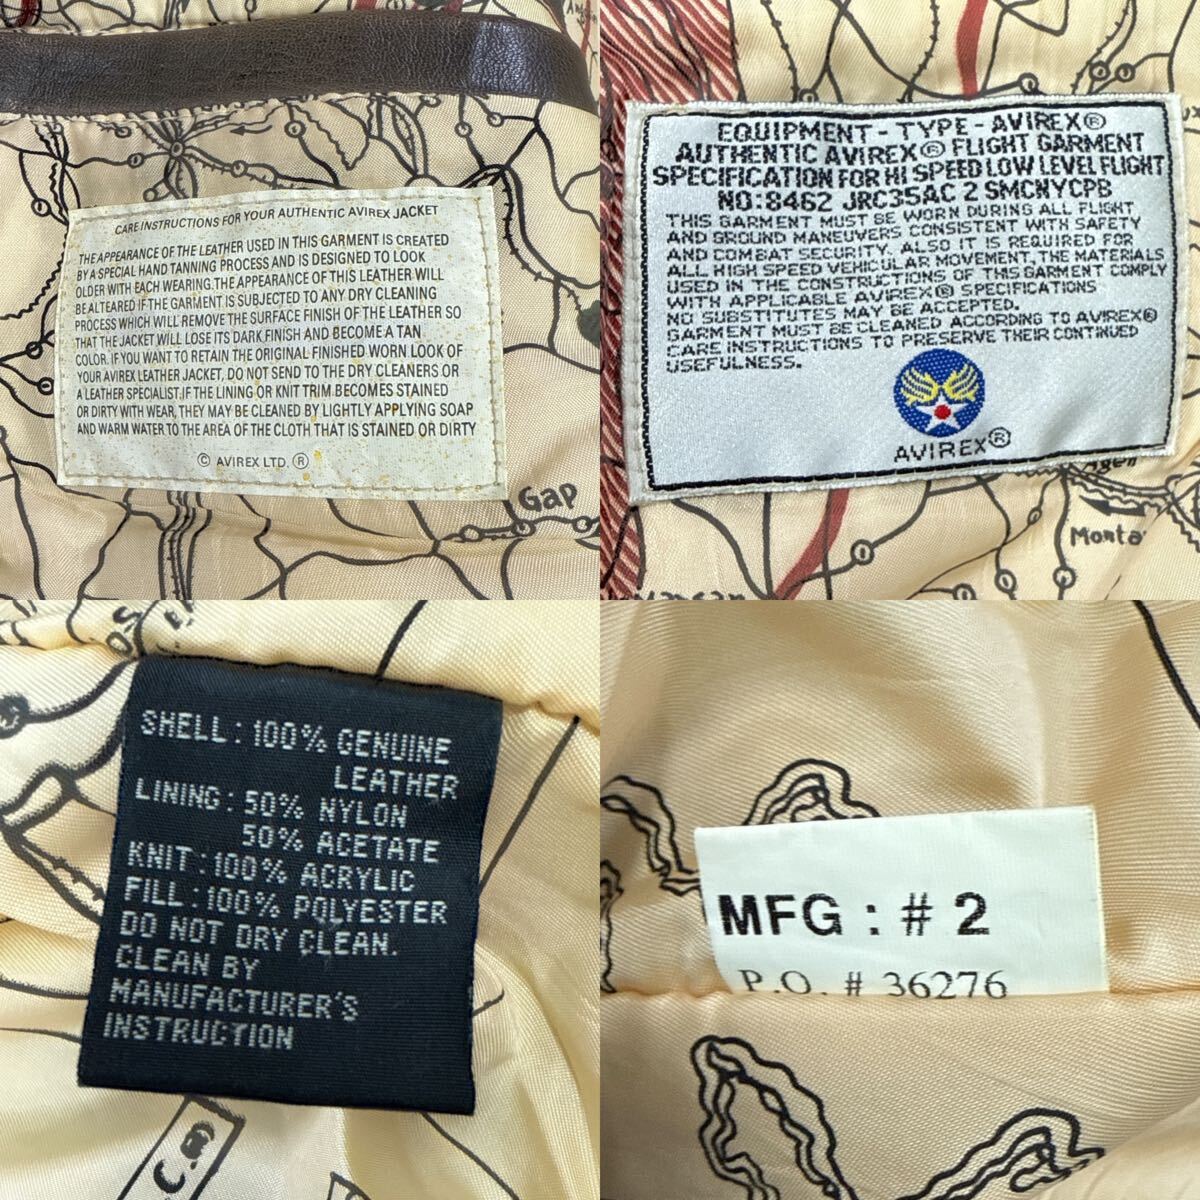 CARE INSTRUCTIONS FOR YOUR AUTHENTIC AVIREX JACKET
THE APPEARANCE OF THE LEATHER USED IN THIS GARMENT IS CREATED
BY A SPECIAL HAND TANNING PROCESS AND IS DESIGNED TO LOOK
OLDER WITH EACH WEARING. THE APPEARANCE OF THIS LEATHER WILL
BE ALTEARED IF THE GARMENT IS SUBJECTED TO ANY DRY CLEANING
PROCESS WHICH WILL REMOVE THE SURFACE FINISH OF THE LEATHER SO
THAT THE JACKET WILL LOSE ITS DARK FINISH AND BECOME A TAN
COLOR. IF YOU WANT TO RETAIN THE ORIGINAL FINISHED WORN LOOK OF
YOUR AVIREX LEATHER JACKET, DO NOT SEND TO THE DRY CLEANERS OR
A LEATHER SPECIALIST. IF THE LINING OR KNIT TRIM BECOMES STAINED
OR DIRTY WITH WEAR, THEY MAY BE CLEANED BY LIGHTLY APPLYING SOAP
AND WARM WATER TO THE AREA OF THE CLOTH THAT IS STAINED OR DIRTY
© AVIREX LTD. ®
Gap
EQUIPMENT - TYPE - AVIREX®
AUTHENTIC AVIREX® FLIGHT GARMENT
SPECIFICATION FOR HI SPEED LOW LEVEL FLIGHT
NO:8462 JRC35AC 2 SMCNYCPB
THIS GARMENT MUST BE WORN DURING ALL FLIGHT
AND GROUND MANEUVERS CONSISTENT WITH SAFETY
AND COMBAT SECURITY. ALSO IT IS REQUIRED FOR
ALL HIGH SPEED VEHICULAR MOVEMENT, THE MATERIALS
USED IN THE CONSTRUCTIONS OF THIS GARMENT COMPLY
WITH APPLICABLE AVIREX® SPECIFICATIONS
NO SUBSTITUTES MAY BE ACCEPTED.
GARMENT MUST BE CLEANED ACCORDING TO AVIREX®
CARE INSTRUCTIONS TO PRESERVE THEIR CONTINUED
USEFULNESS.
AVIREX®
Agen
Monta
SHELL : 100% GENUINE
LEATHER
LINING : 50% NYLON
50% ACETATE
KNIT : 100% ACRYLIC
FILL : 100% POLYESTER
DO NOT DRY CLEAN.
CLEAN BY
MANUFACTURER'S
INSTRUCTION
MFG : # 2
P.O. # 36276